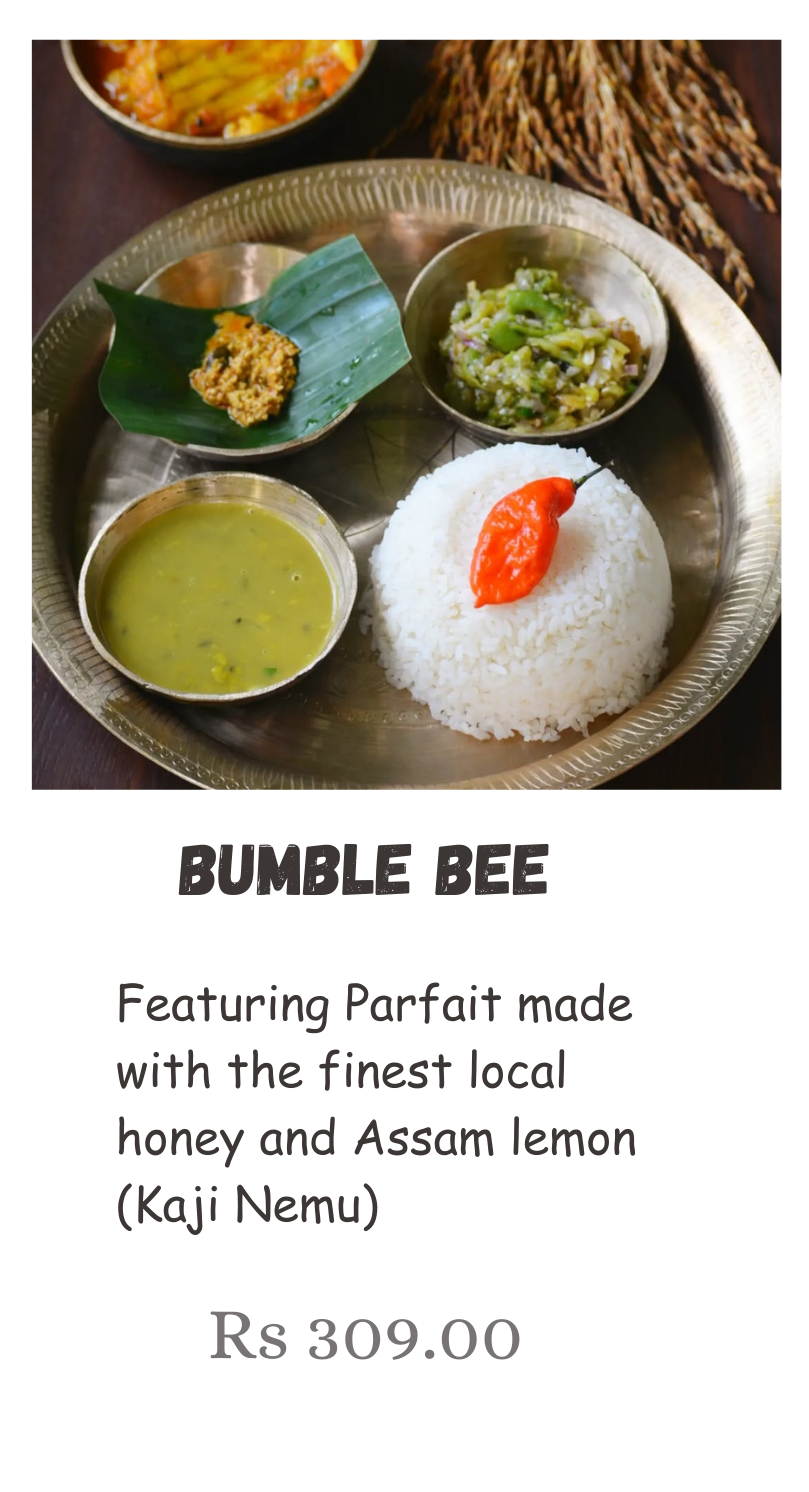 BUMBLE BEE
Featuring Parfait made
with the finest local
honey and Assam lemon
(Kaji Nemu)
Rs 309.00